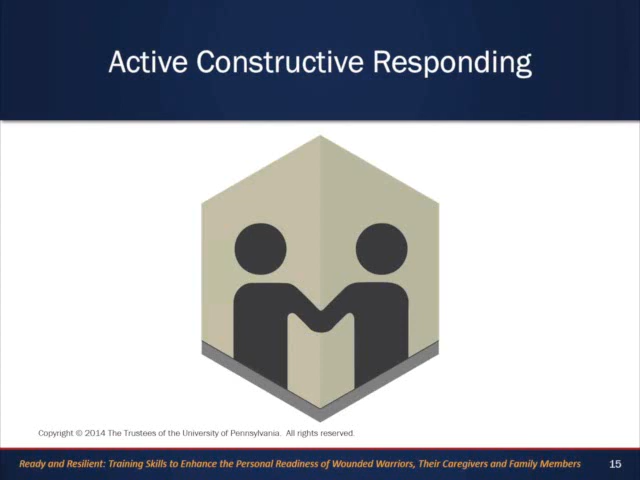 Active Constructive Responding
Copyright © 2014 The Trustees of the University of Pennsylvania. All rights reserved.
Ready and Resilient: Training Skills to Enhance the Personal Readiness of Wounded Warriors, Their Caregivers and Family Members
15